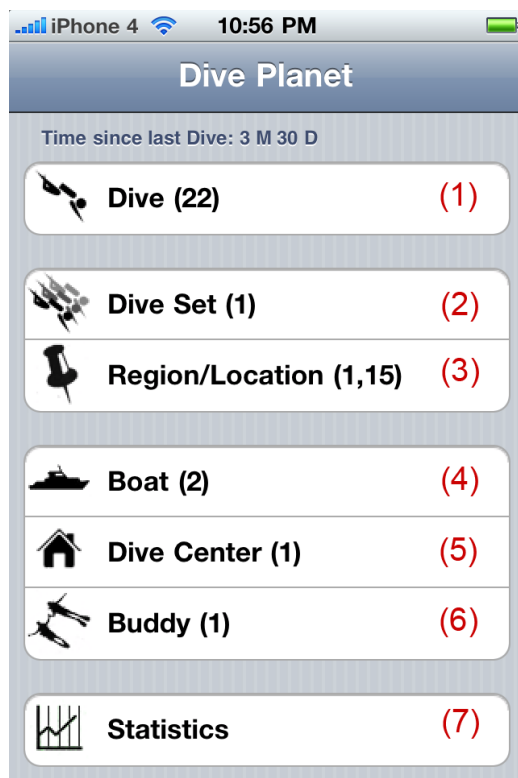 iPhone 4 10:56 PM
Dive Planet
Time since last Dive: 3 M 30 D
Dive (22) (1)
Dive Set (1) (2)
Region/Location (1,15) (3)
Boat (2) (4)
Dive Center (1) (5)
Buddy (1) (6)
Statistics (7)